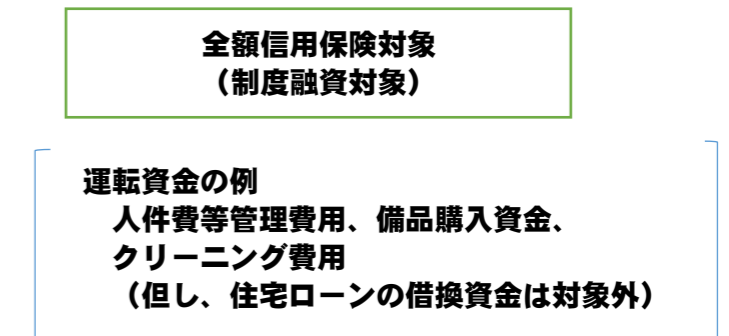 全額信用保険対象
（制度融資対象）
運転資金の例
人件費等管理費用、備品購入資金、
クリーニング費用
（但し、住宅ローンの借換資金は対象外）